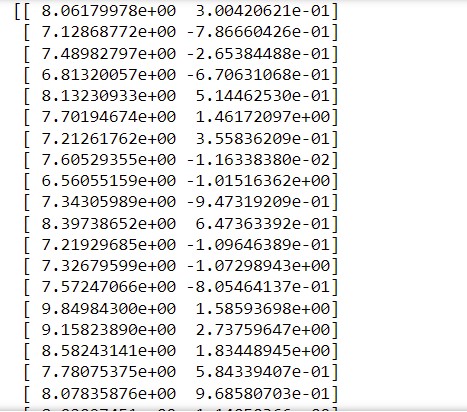 [[ 8.06179978e+00 3.00420621e-01]
[ 7.12868772e+00 -7.86660426e-01]
[ 7.48982797e+00 -2.65384488e-01]
[ 6.81320057e+00 -6.70631068e-01]
[ 8.13230933e+00 5.14462530e-01]
[ 7.70194674e+00 1.46172097e+00]
[ 7.21261762e+00 3.55836209e-01]
[ 7.60529355e+00 -1.16338380e-02]
[ 6.56055159e+00 -1.01516362e+00]
[ 7.34305989e+00 -9.47319209e-01]
[ 8.39738652e+00 6.47363392e-01]
[ 7.21929685e+00 -1.09646389e-01]
[ 7.32679599e+00 -1.07298943e+00]
[ 7.57247066e+00 -8.05464137e-01]
[ 9.84984300e+00 1.58593698e+00]
[ 9.15823890e+00 2.73759647e+00]
[ 8.58243141e+00 1.83448945e+00]
[ 7.78075375e+00 5.84339407e-01]
[ 8.07835876e+00 9.68580703e-01]